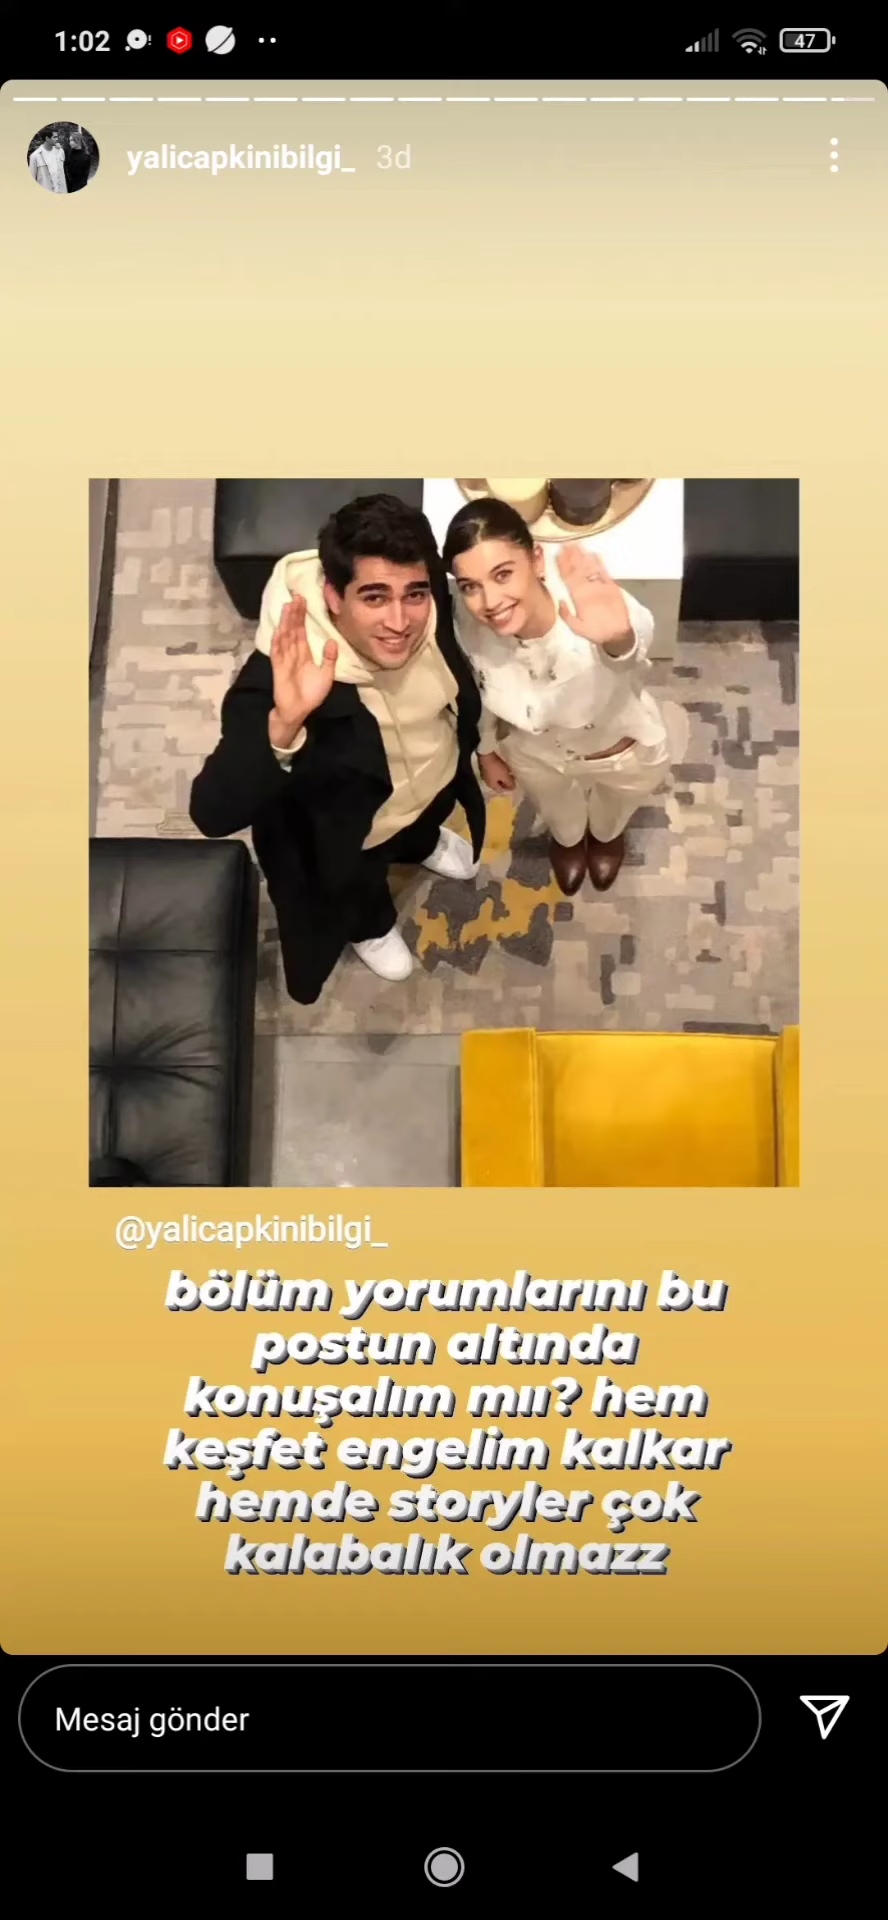 1:02
47
yalicapkinibilgi_ 3d
@yalicapkinibilgi_
bölüm yorumlarını bu
postun altında
konuşalım mıı? hem
keşfet engelim kalkar
hemde storyler çok
kalabalık olmazz
Mesaj gönder